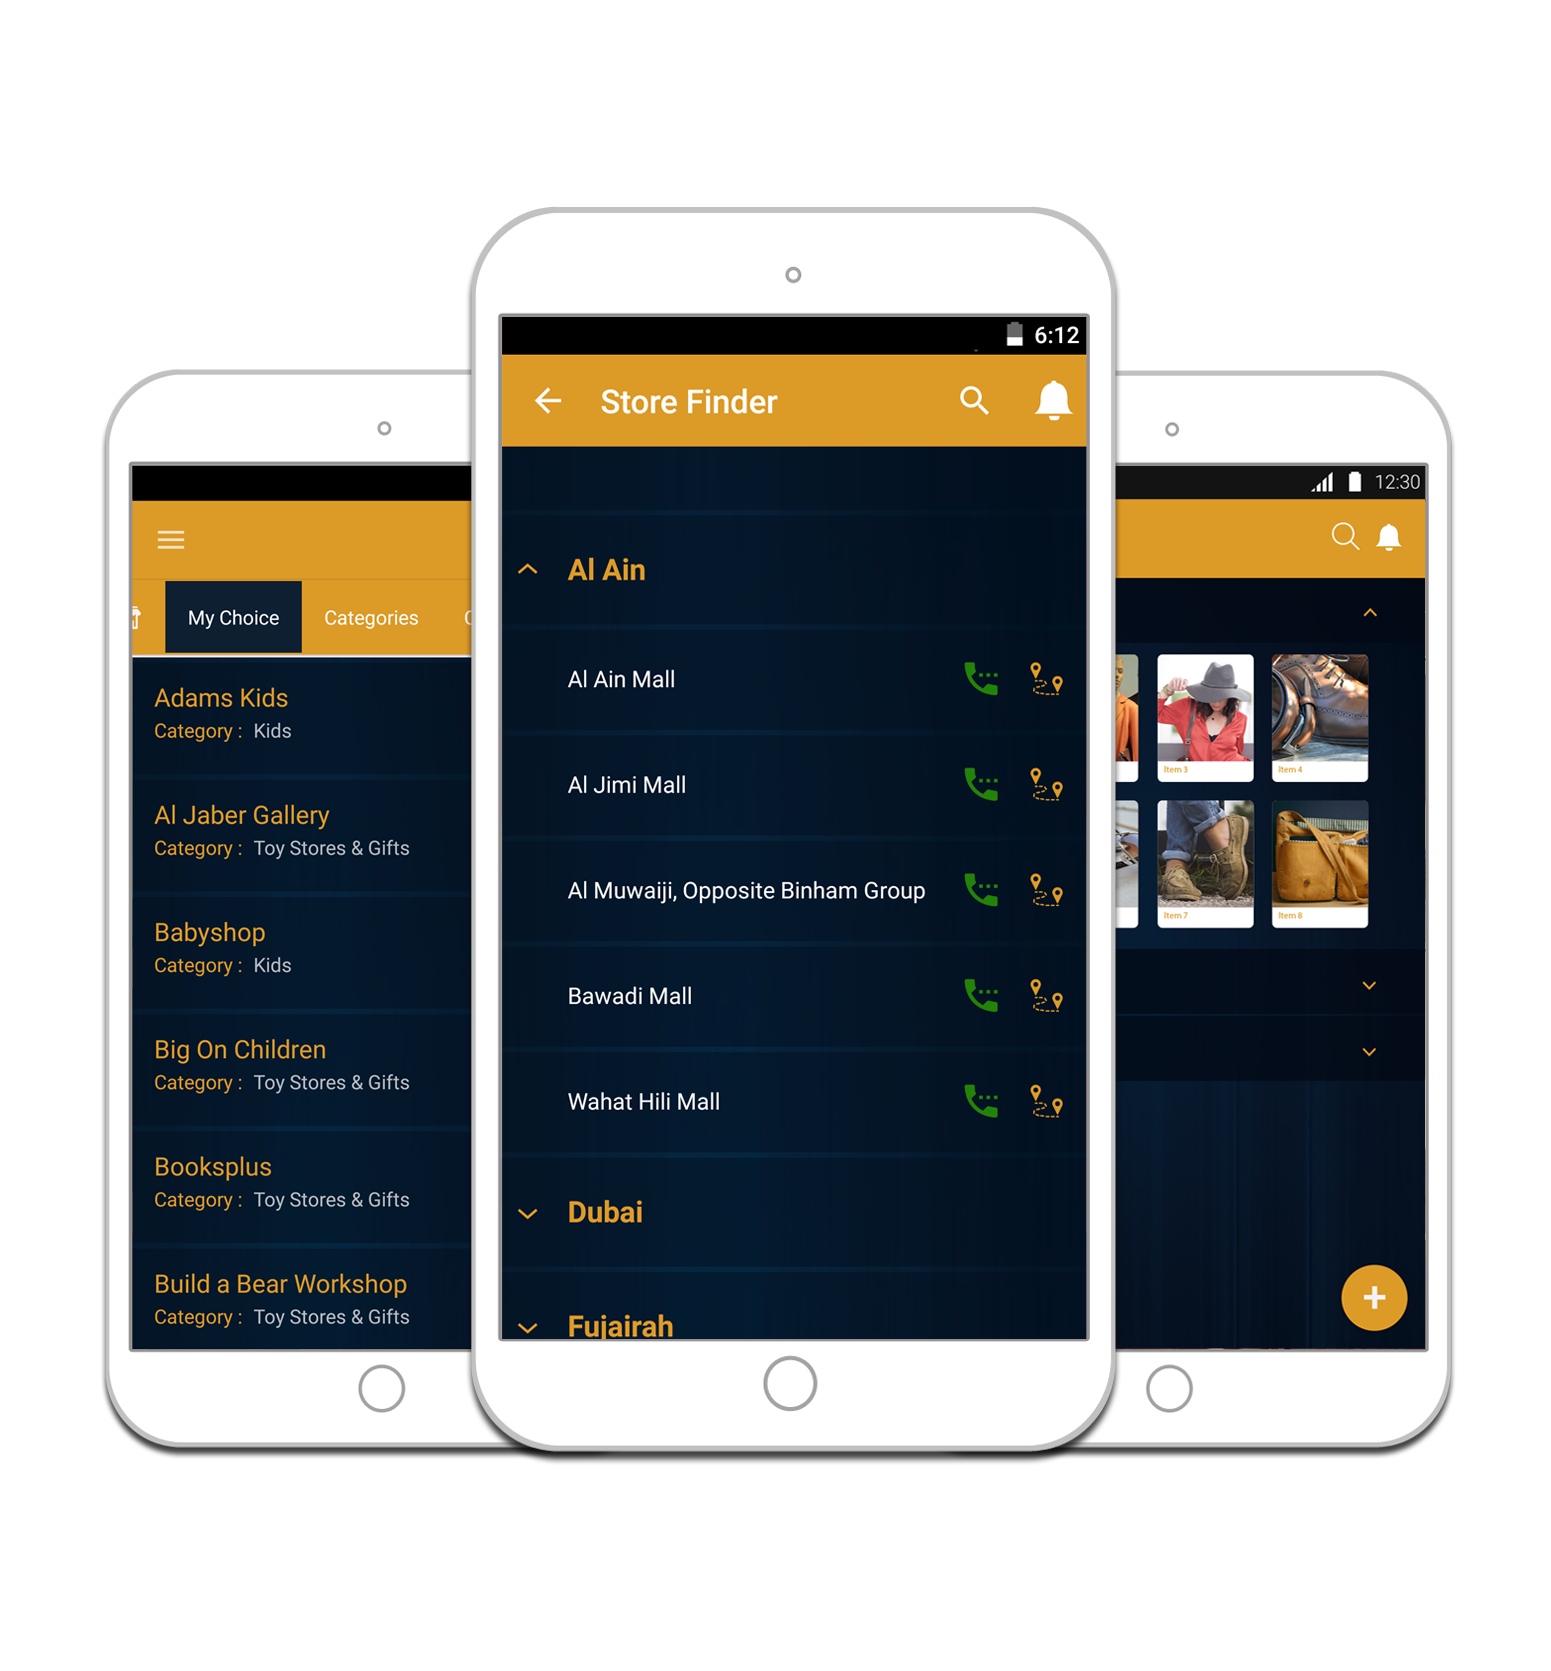 My Choice
Categories
Adams Kids
Category : Kids
Al Jaber Gallery
Category : Toy Stores & Gifts
Babyshop
Category : Kids
Big On Children
Category : Toy Stores & Gifts
Booksplus
Category : Toy Stores & Gifts
Build a Bear Workshop
Category : Toy Stores & Gifts
6:12
Store Finder
Al Ain
Al Ain Mall
Al Jimi Mall
Al Muwaiji, Opposite Binham Group
Bawadi Mall
Wahat Hili Mall
Dubai
Fujairah
12:30
Item 3
Item 4
Item 7
Item 8